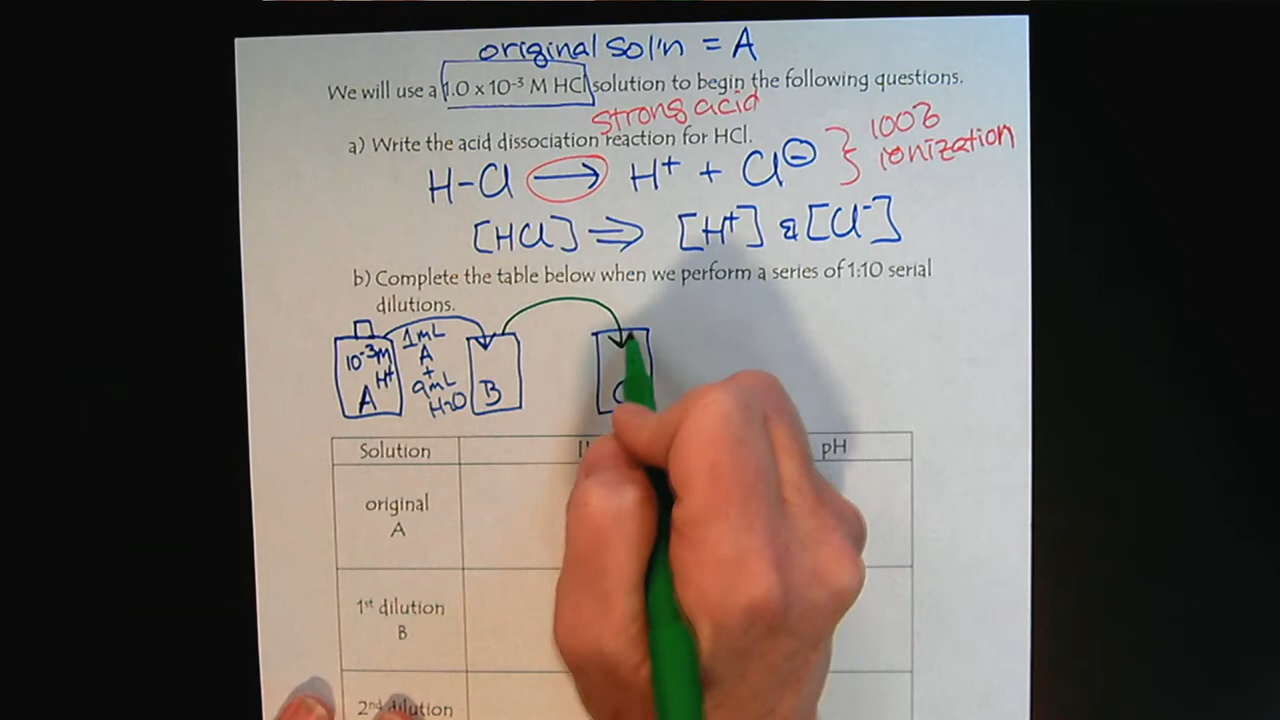 original sol'n = A
We will use a 1.0 x 10⁻³ M HCl solution to begin the following questions.
strong acid
a) Write the acid dissociation reaction for HCl.
100%
ionization
H-Cl → H⁺ + Cl⊖
[HCl] ⇒ [H⁺] & [Cl⁻]
b) Complete the table below when we perform a series of 1:10 serial
dilutions.
10⁻³M
H⁺
A
1mL
A
+
9mL
H2O
B
Solution
pH
original
A
1st dilution
B
2nd dilution